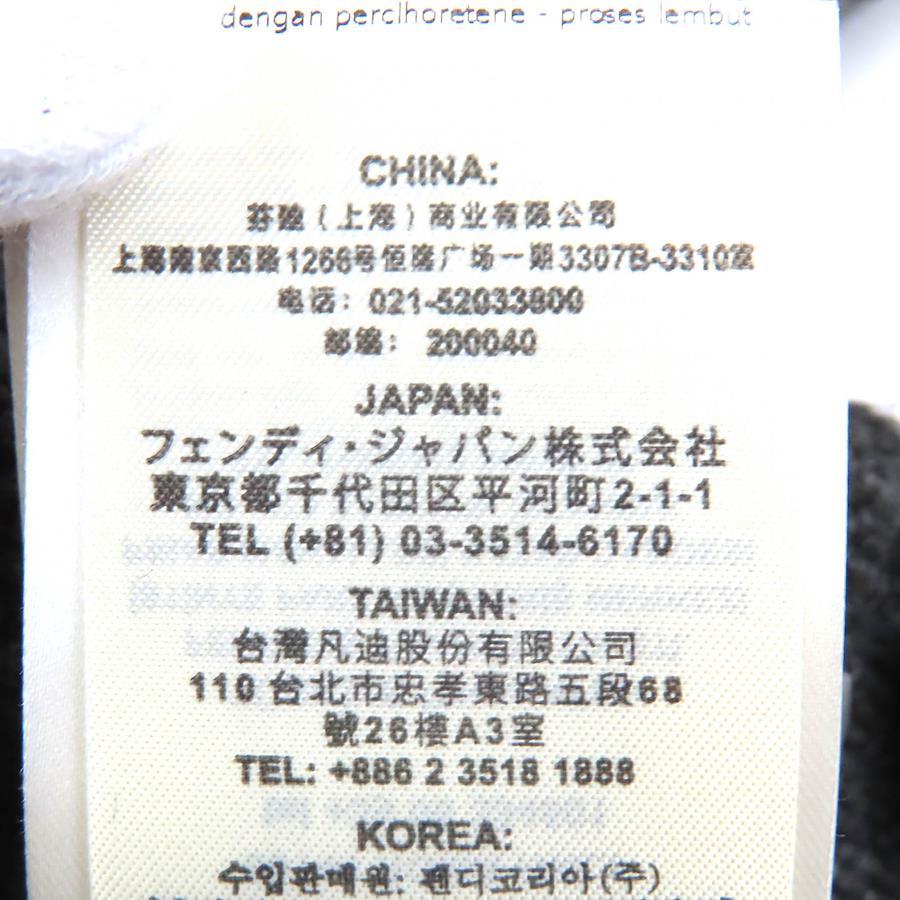 dengan perclhoretene - proses lembut
CHINA:
芬迪（上海）商业有限公司
上海南京西路1266号恒隆广场一期3307B-3310室
电话：021-52033800
邮编： 200040
JAPAN:
フェンディ・ジャパン株式会社
東京都千代田区平河町2-1-1
TEL (+81) 03-3514-6170
TAIWAN:
台灣凡迪股份有限公司
110 台北市忠孝東路五段68
號26樓A3室
TEL: +886 2 3518 1888
KOREA:
수입판매원: 펜디코리아(주)